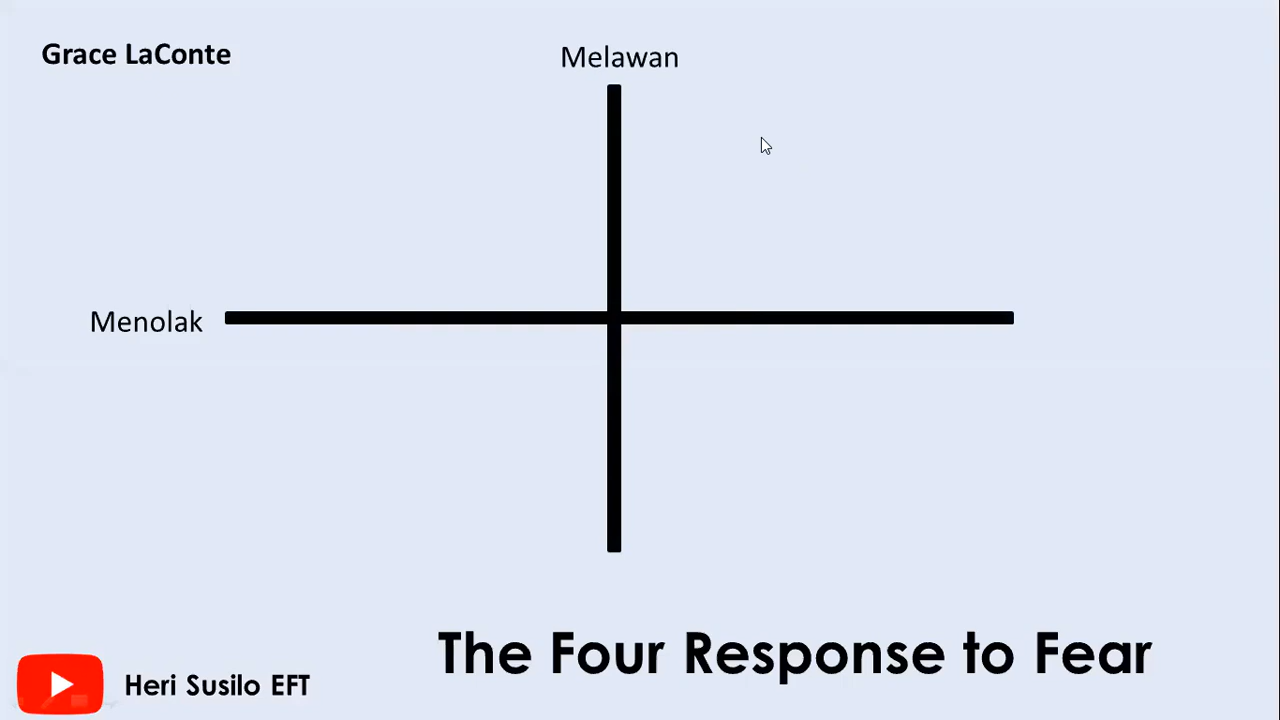 Grace LaConte
Melawan
Menolak
The Four Response to Fear
Heri Susilo EFT